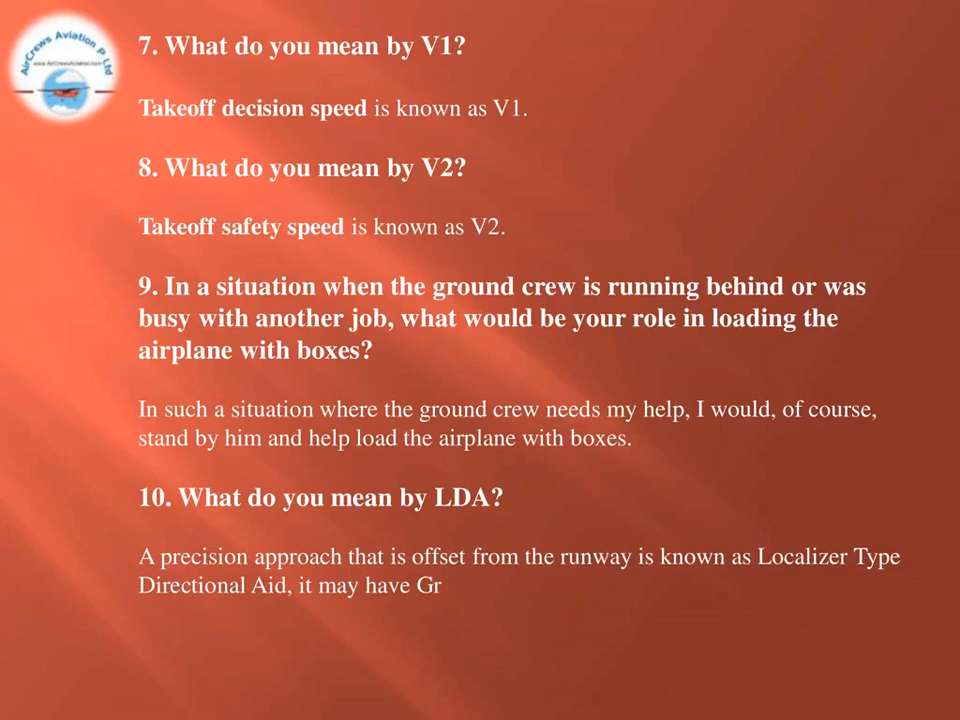 AirCrews Aviation P Ltd
www.AirCrewsAviation.com
7. What do you mean by V1?
Takeoff decision speed is known as V1.
8. What do you mean by V2?
Takeoff safety speed is known as V2.
9. In a situation when the ground crew is running behind or was
busy with another job, what would be your role in loading the
airplane with boxes?
In such a situation where the ground crew needs my help, I would, of course,
stand by him and help load the airplane with boxes.
10. What do you mean by LDA?
A precision approach that is offset from the runway is known as Localizer Type
Directional Aid, it may have Gr